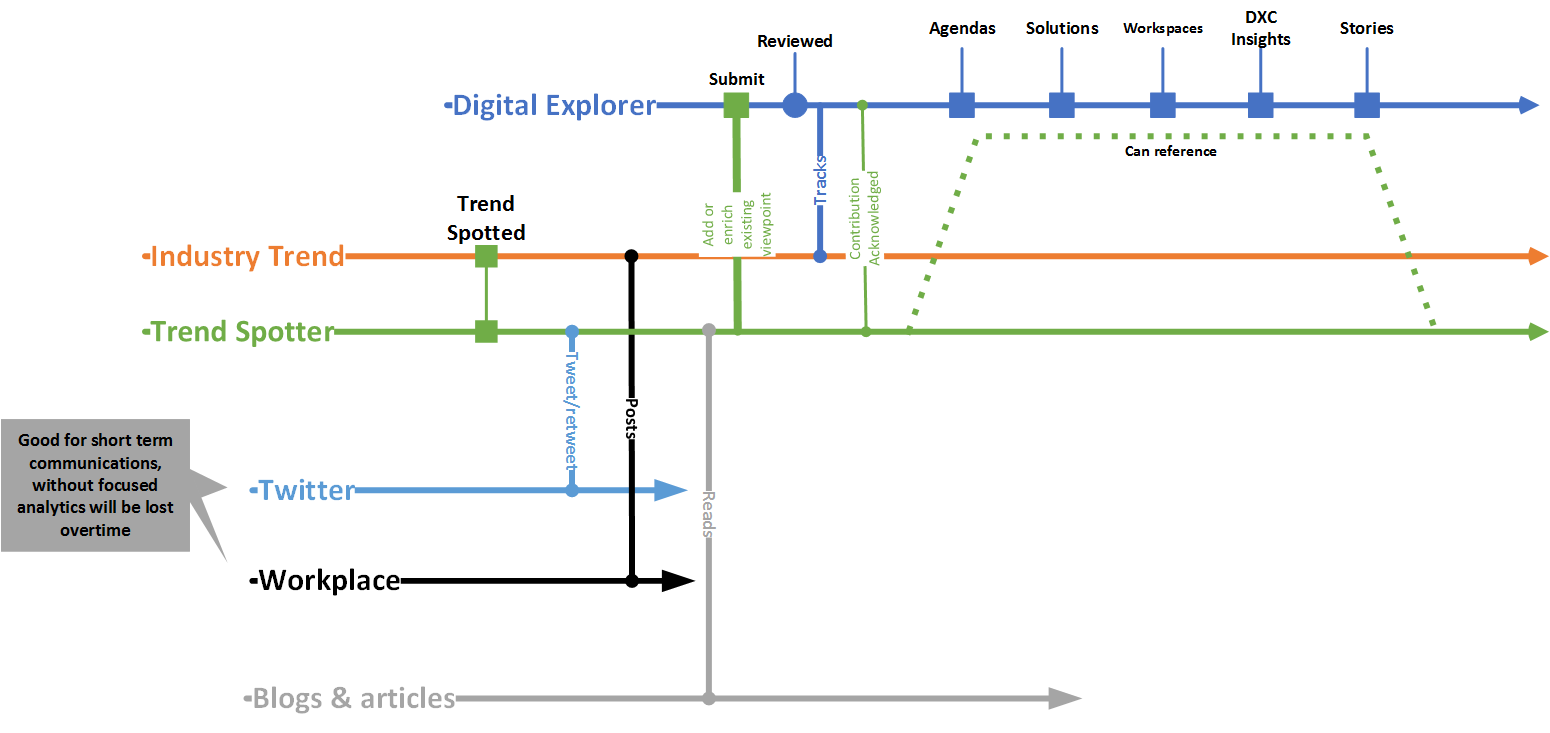 Agendas
Solutions
Workspaces
DXC
Insights
Stories
Reviewed
Submit
Digital Explorer
Can reference
Tracks
Contribution
Acknowledged
Add or
enrich
existing
viewpoint
Trend
Spotted
Industry Trend
Trend Spotter
Tweet/retweet
Posts
Good for short term
communications,
without focused
analytics will be lost
overtime
Twitter
Reads
Workplace
Blogs & articles